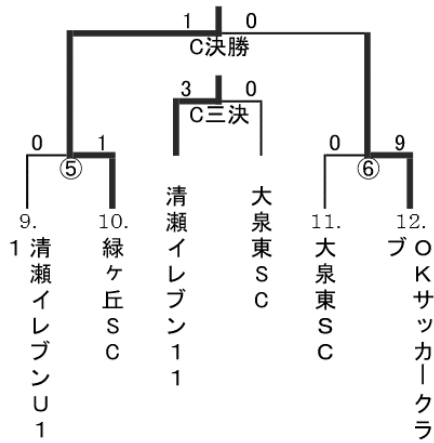 1 0
C決勝
3 0
C三決
0 1 0 9
⑤ ⑥
9. 10. 11. 12.
清瀬イレブンU11
緑ヶ丘SC
清瀬イレブン11
大泉東SC
大泉東SC
OKサッカークラブ